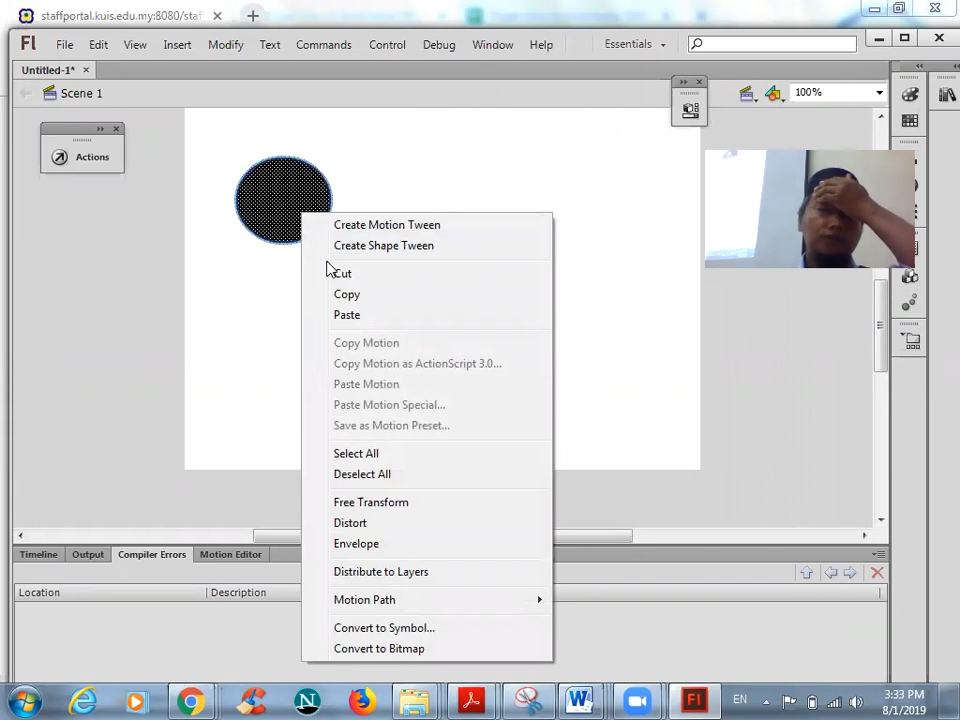 staffportal.kuis.edu.my:8080/staf
Fl File Edit View Insert Modify Text Commands Control Debug Window Help Essentials
Untitled-1*
Scene 1
100%
Actions
Create Motion Tween
Create Shape Tween
Cut
Copy
Paste
Copy Motion
Copy Motion as ActionScript 3.0...
Paste Motion
Paste Motion Special...
Save as Motion Preset...
Select All
Deselect All
Free Transform
Distort
Envelope
Distribute to Layers
Motion Path
Convert to Symbol...
Convert to Bitmap
Timeline Output Compiler Errors Motion Editor
Location Description
Fl
EN
3:33 PM
8/1/2019